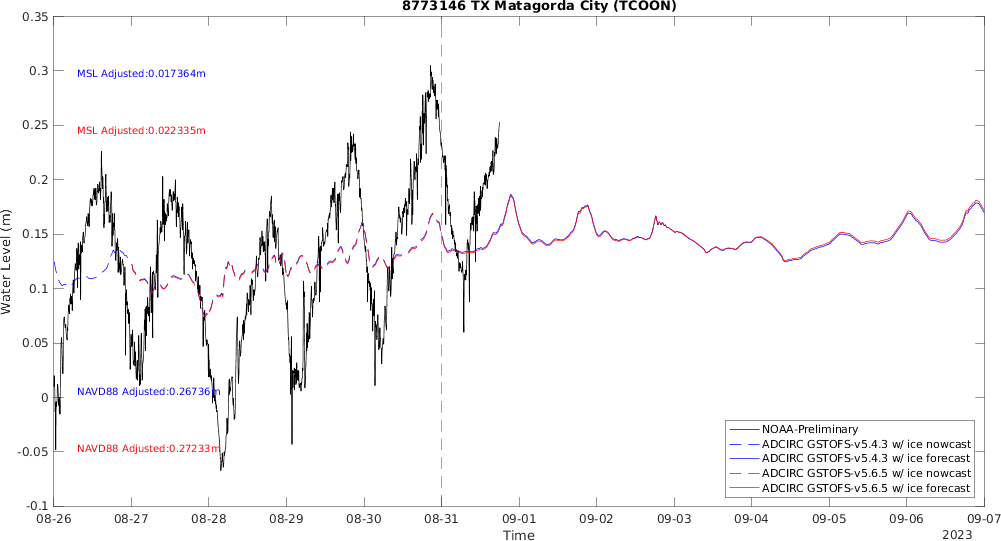 8773146 TX Matagorda City (TCOON)
0.35
0.3
0.25
0.2
0.15
0.1
0.05
0
-0.05
-0.1
Water Level (m)
MSL Adjusted:0.017364m
MSL Adjusted:0.022335m
NAVD88 Adjusted:0.26736m
NAVD88 Adjusted:0.27233m
NOAA-Preliminary
ADCIRC GSTOFS-v5.4.3 w/ ice nowcast
ADCIRC GSTOFS-v5.4.3 w/ ice forecast
ADCIRC GSTOFS-v5.6.5 w/ ice nowcast
ADCIRC GSTOFS-v5.6.5 w/ ice forecast
08-26 08-27 08-28 08-29 08-30 08-31 09-01 09-02 09-03 09-04 09-05 09-06 09-07
Time
2023